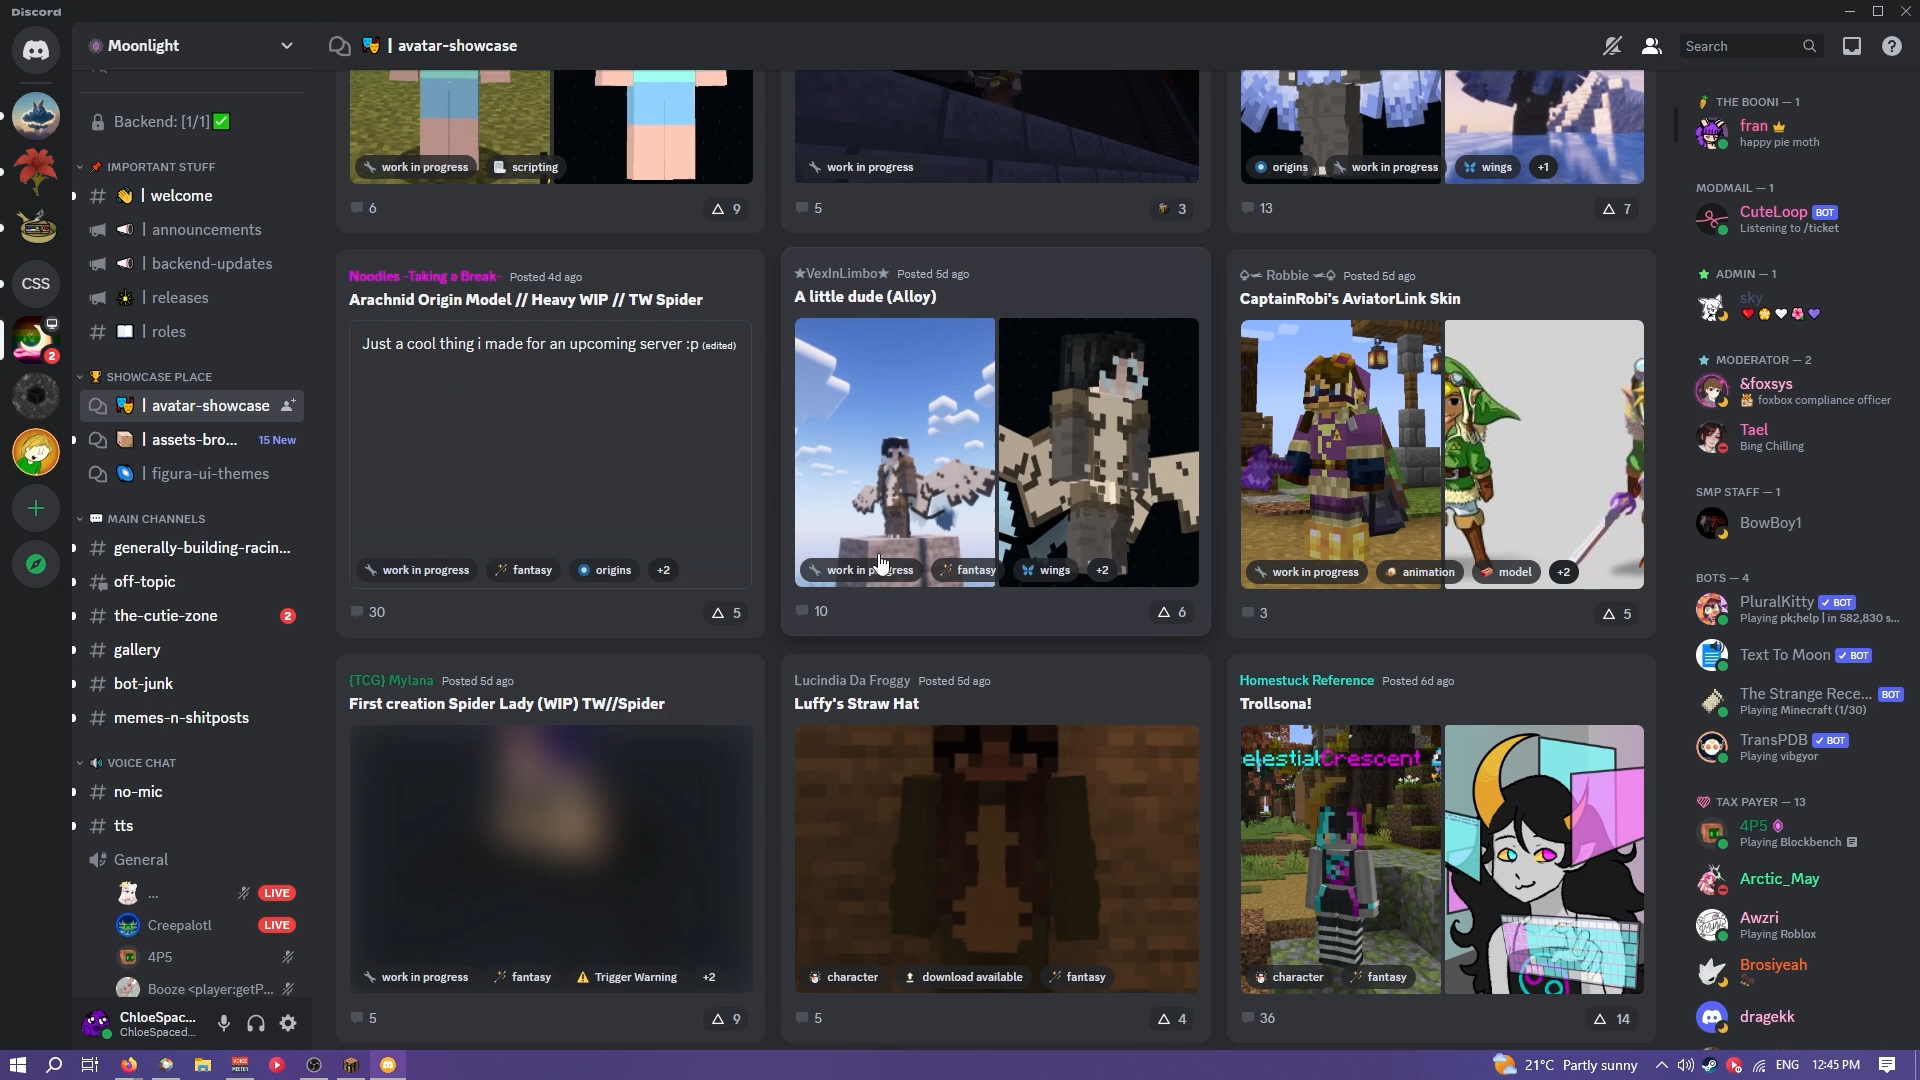 Discord
Moonlight
Backend: [1/1]
IMPORTANT STUFF
| welcome
| announcements
| backend-updates
| releases
| roles
SHOWCASE PLACE
| avatar-showcase
| assets-bro... 15 New
| figura-ui-themes
MAIN CHANNELS
generally-building-racin...
off-topic
the-cutie-zone 2
gallery
bot-junk
memes-n-shitposts
VOICE CHAT
no-mic
tts
General
... LIVE
Creepalotl LIVE
4P5
Booze <player:getP...
ChloeSpac...
ChloeSpaced...
CSS
2
| avatar-showcase
Search
work in progress scripting
6 9
work in progress
5 3
origins work in progress wings +1
13 7
Noodles -Taking a Break- Posted 4d ago
Arachnid Origin Model // Heavy WIP // TW Spider
Just a cool thing i made for an upcoming server :p (edited)
work in progress fantasy origins +2
30 5
★VexInLimbo★ Posted 5d ago
A little dude (Alloy)
work in progress fantasy wings +2
10 6
Robbie Posted 5d ago
CaptainRobi's AviatorLink Skin
work in progress animation model +2
3 5
{TCG} Mylana Posted 5d ago
First creation Spider Lady (WIP) TW//Spider
work in progress fantasy Trigger Warning +2
5 9
Lucindia Da Froggy Posted 5d ago
Luffy's Straw Hat
character download available fantasy
5 4
Homestuck Reference Posted 6d ago
Trollsona!
elestialCrescent
character fantasy
36 14
THE BOONI — 1
fran
happy pie moth
MODMAIL — 1
CuteLoop BOT
Listening to /ticket
ADMIN — 1
sky
MODERATOR — 2
&foxsys
foxbox compliance officer
Tael
Bing Chilling
SMP STAFF — 1
BowBoy1
BOTS — 4
PluralKitty BOT
Playing pk;help | in 582,830 s...
Text To Moon BOT
The Strange Rece... BOT
Playing Minecraft (1/30)
TransPDB BOT
Playing vibgyor
TAX PAYER — 13
4P5
Playing Blockbench
Arctic_May
Awzri
Playing Roblox
Brosiyeah
dragekk
21°C Partly sunny ENG 12:45 PM